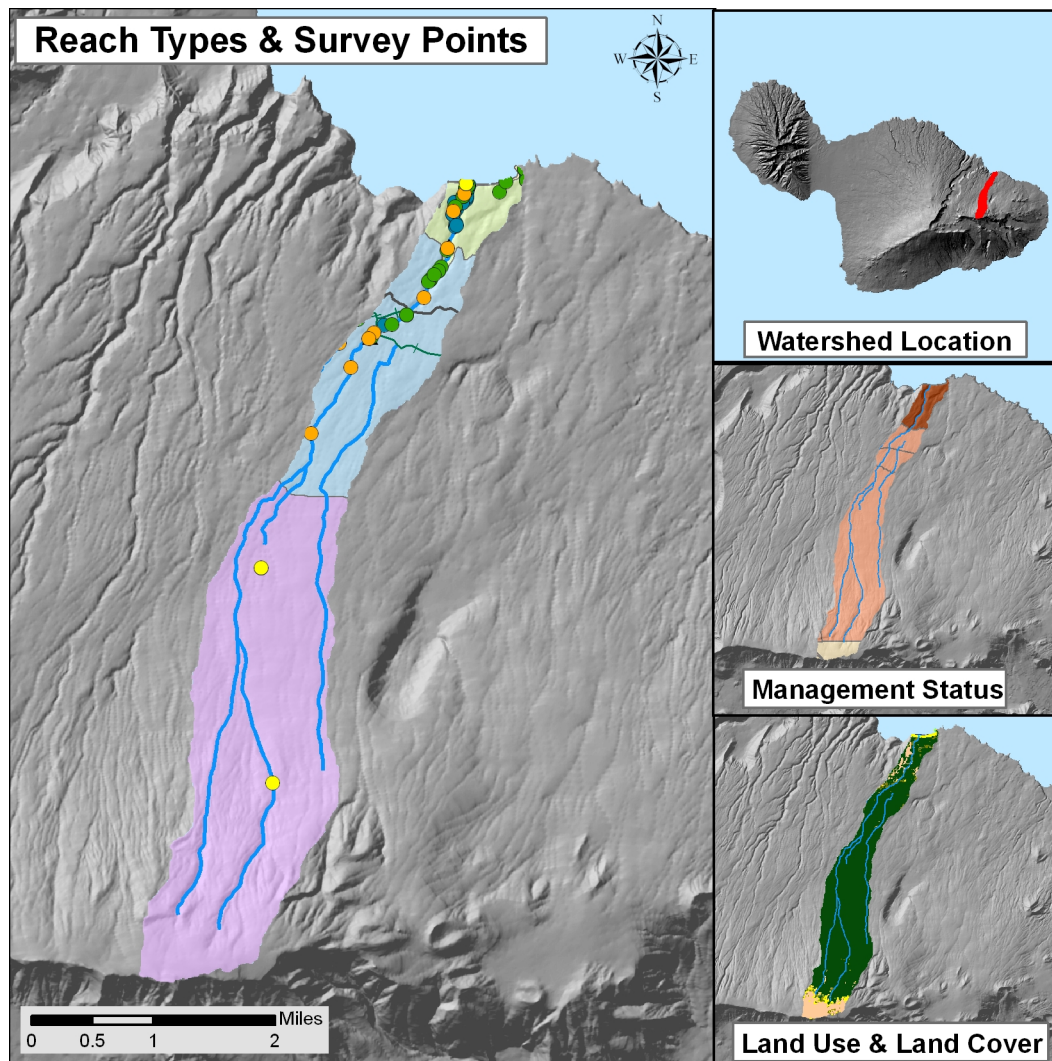 Reach Types & Survey Points
N
W
E
S
Watershed Location
Management Status
Land Use & Land Cover
Miles
0 0.5 1 2